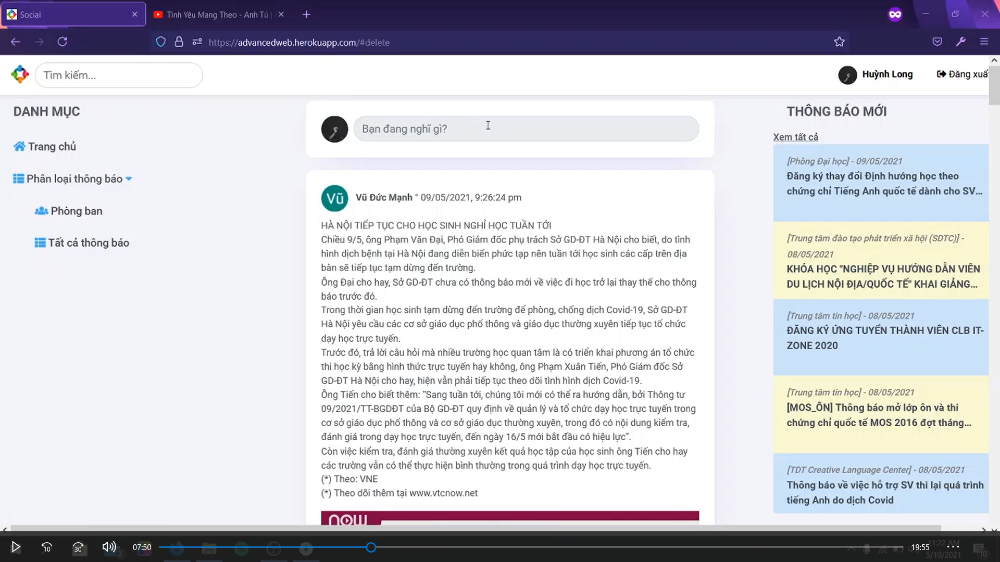 Social
Tình Yêu Mang Theo - Anh Tú |
https://advancedweb.herokuapp.com/#delete
Tìm kiếm...
Huỳnh Long
Đăng xuấ
DANH MỤC
Trang chủ
Phân loại thông báo
Phòng ban
Tất cả thông báo
Bạn đang nghĩ gì?
Vũ
Vũ Đức Mạnh ° 09/05/2021, 9:26:24 pm
HÀ NỘI TIẾP TỤC CHO HỌC SINH NGHỈ HỌC TUẦN TỚI
Chiều 9/5, ông Phạm Văn Đại, Phó Giám đốc phụ trách Sở GD-ĐT Hà Nội cho biết, do tình
hình dịch bệnh tại Hà Nội đang diễn biến phức tạp nên tuần tới học sinh các cấp trên địa
bàn sẽ tiếp tục tạm dừng đến trường.
Ông Đại cho hay, Sở GD-ĐT chưa có thông báo mới về việc đi học trở lại thay thế cho thông
báo trước đó.
Trong thời gian học sinh tạm dừng đến trường để phòng, chống dịch Covid-19, Sở GD-ĐT
Hà Nội yêu cầu các cơ sở giáo dục phổ thông và giáo dục thường xuyên tiếp tục tổ chức
dạy học trực tuyến.
Trước đó, trả lời câu hỏi mà nhiều trường học quan tâm là có triển khai phương án tổ chức
thi học kỳ bằng hình thức trực tuyến hay không, ông Phạm Xuân Tiến, Phó Giám đốc Sở
GD-ĐT Hà Nội cho hay, hiện vẫn phải tiếp tục theo dõi tình hình dịch Covid-19.
Ông Tiến cho biết thêm: “Sang tuần tới, chúng tôi mới có thể ra hướng dẫn, bởi Thông tư
09/2021/TT-BGDĐT của Bộ GD-ĐT quy định về quản lý và tổ chức dạy học trực tuyến trong
cơ sở giáo dục phổ thông và cơ sở giáo dục thường xuyên, trong đó có nội dung kiểm tra,
đánh giá trong dạy học trực tuyến, đến ngày 16/5 mới bắt đầu có hiệu lực”.
Còn việc kiểm tra, đánh giá thường xuyên kết quả học tập của học sinh ông Tiến cho hay
các trường vẫn có thể thực hiện bình thường trong quá trình dạy học trực tuyến.
(*) Theo: VNE
(*) Theo dõi thêm tại www.vtcnow.net
now
THÔNG BÁO MỚI
Xem tất cả
[Phòng Đại học] - 09/05/2021
Đăng ký thay đổi Định hướng học theo
chứng chỉ Tiếng Anh quốc tế dành cho SV...
[Trung tâm đào tạo phát triển xã hội (SDTC)] -
08/05/2021
KHÓA HỌC "NGHIỆP VỤ HƯỚNG DẪN VIÊN
DU LỊCH NỘI ĐỊA/QUỐC TẾ" KHAI GIẢNG...
[Trung tâm tin học] - 08/05/2021
ĐĂNG KÝ ỨNG TUYỂN THÀNH VIÊN CLB IT-
ZONE 2020
[Trung tâm tin học] - 08/05/2021
[MOS_ÔN] Thông báo mở lớp ôn và thi
chứng chỉ quốc tế MOS 2016 đợt tháng...
[TDT Creative Language Center] - 08/05/2021
Thông báo về việc hỗ trợ SV thi lại quá trình
tiếng Anh do dịch Covid
10
30
07:50
2
19:55
11:22 AM
5/10/2021
10